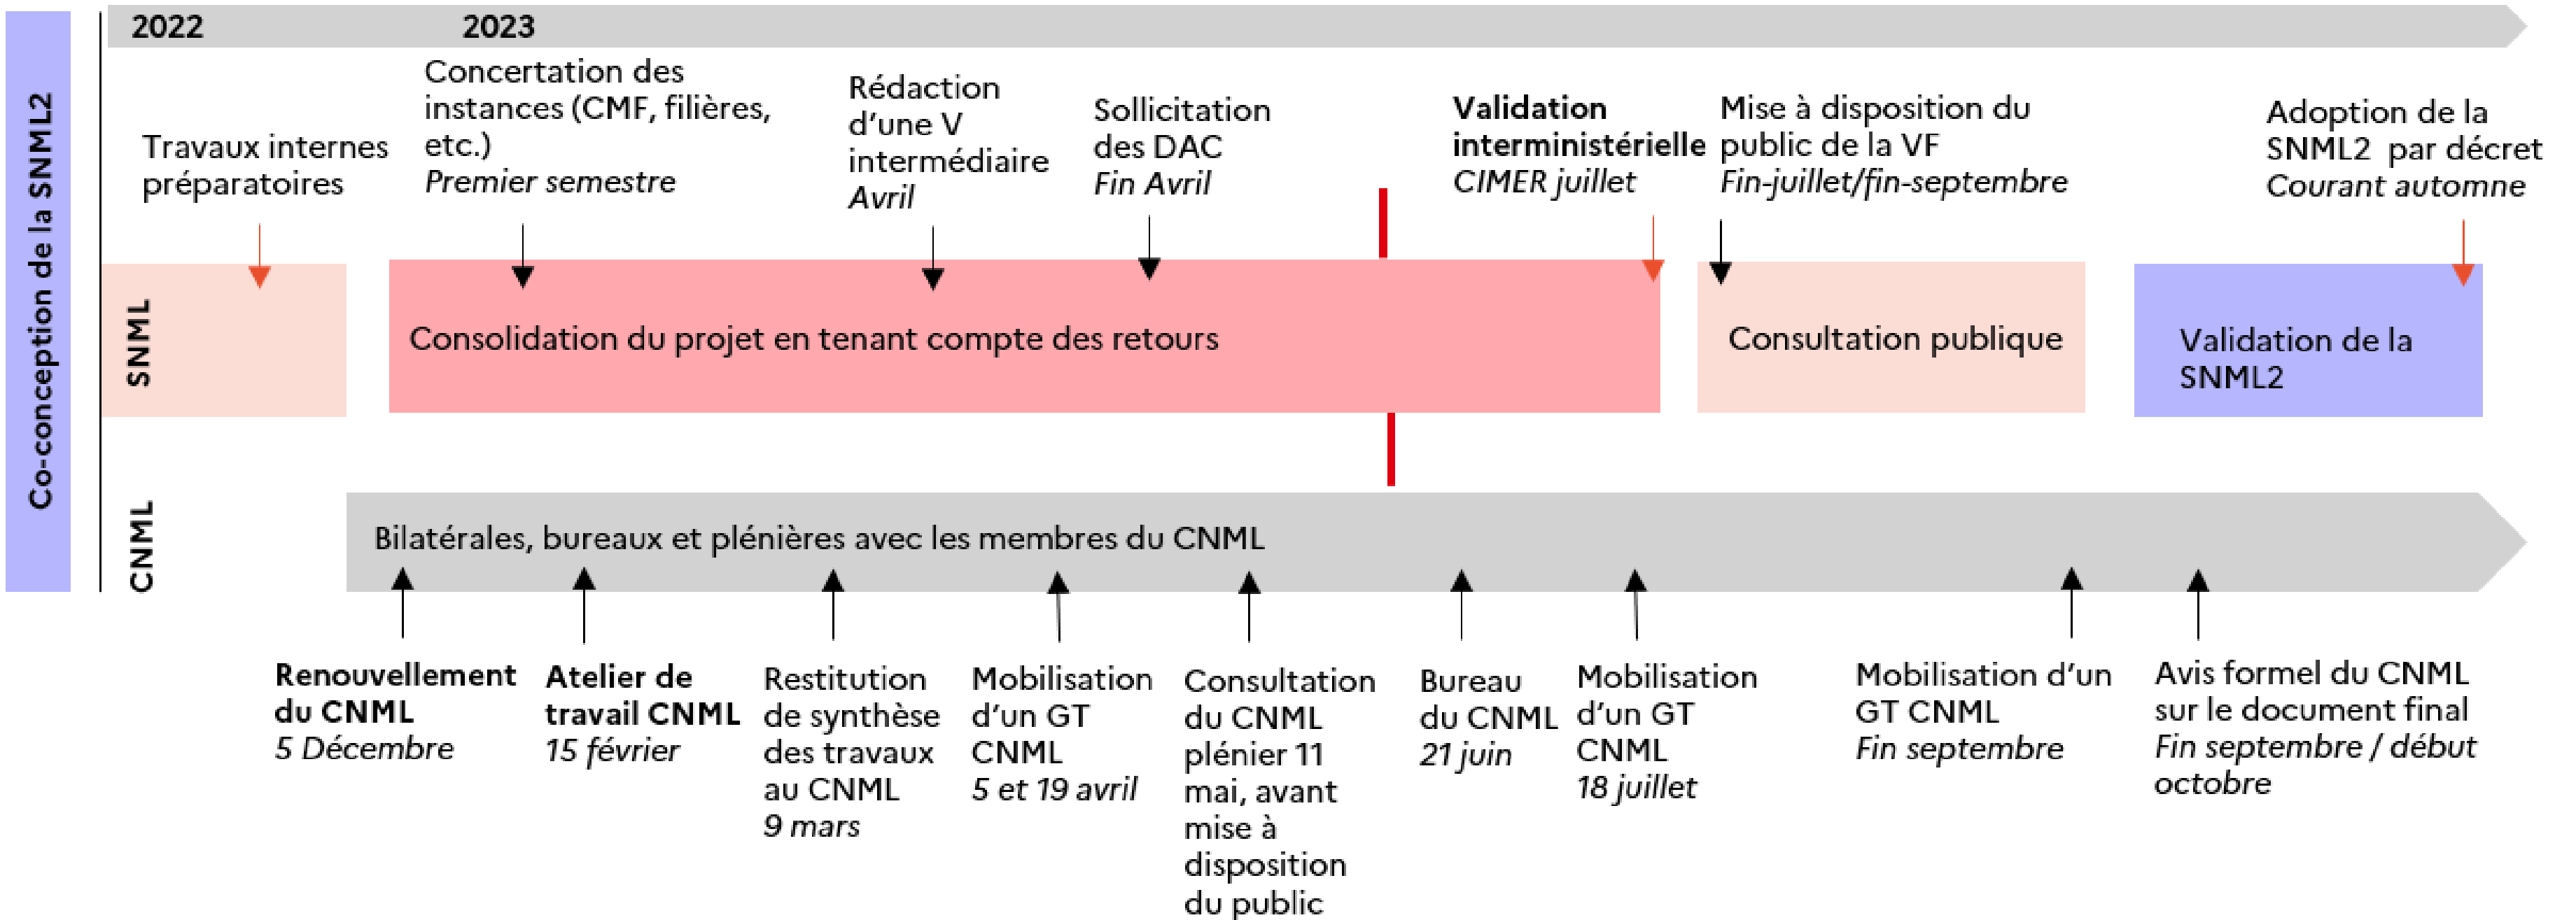 2022
2023
Co-conception de la SNML2
Travaux internes
préparatoires
Concertation des
instances (CMF, filières,
etc.)
Premier semestre
Rédaction
d'une V
intermédiaire
Avril
Sollicitation
des DAC
Fin Avril
Validation
interministérielle
CIMER juillet
Mise à disposition du
public de la VF
Fin-juillet/fin-septembre
Adoption de la
SNML2 par décret
Courant automne
SNML
Consolidation du projet en tenant compte des retours
Consultation publique
Validation de la
SNML2
CNML
Bilatérales, bureaux et plénières avec les membres du CNML
Renouvellement
du CNML
5 Décembre
Atelier de
travail CNML
15 février
Restitution
de synthèse
des travaux
au CNML
9 mars
Mobilisation
d'un GT
CNML
5 et 19 avril
Consultation
du CNML
plénier 11
mai, avant
mise à
disposition
du public
Bureau
du CNML
21 juin
Mobilisation
d'un GT
CNML
18 juillet
Mobilisation d'un
GT CNML
Fin septembre
Avis formel du CNML
sur le document final
Fin septembre / début
octobre